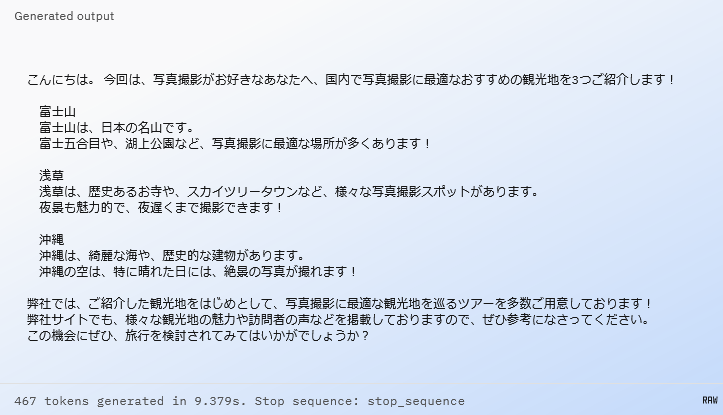 Generated output
こんにちは。 今回は、写真撮影がお好きなあなたへ、国内で写真撮影に最適なおすすめの観光地を3つご紹介します！
富士山
富士山は、日本の名山です。
富士五合目や、湖上公園など、写真撮影に最適な場所が多くあります！
浅草
浅草は、歴史あるお寺や、スカイツリータウンなど、様々な写真撮影スポットがあります。
夜景も魅力的で、夜遅くまで撮影できます！
沖縄
沖縄は、綺麗な海や、歴史的な建物があります。
沖縄の空は、特に晴れた日には、絶景の写真が撮れます！
弊社では、ご紹介した観光地をはじめとして、写真撮影に最適な観光地を巡るツアーを多数ご用意しております！
弊社サイトでも、様々な観光地の魅力や訪問者の声などを掲載しておりますので、ぜひ参考になさってください。
この機会にぜひ、旅行を検討されてみてはいかがでしょうか？
467 tokens generated in 9.379s. Stop sequence: stop_sequence
RAW